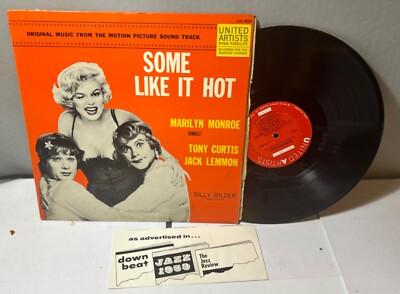 ORIGINAL MUSIC FROM THE MOTION PICTURE SOUND TRACK
UNITED
ARTISTS
HIGH FIDELITY
SOME
LIKE IT HOT
MARILYN MONROE
SINGS!
TONY CURTIS
JACK LEMMON
BILLY WILDER
UNITED ARTISTS
as advertised in...
down
beat
JAZZ
1959
The
Jazz
Review